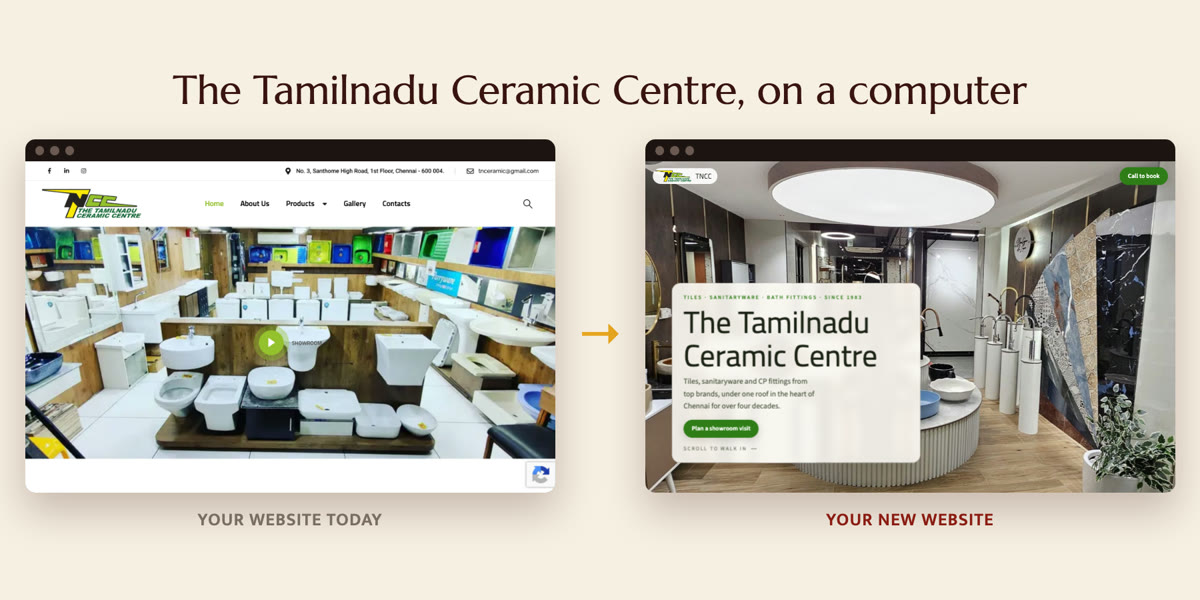 The Tamilnadu Ceramic Centre, on a computer
No. 3, Santhome High Road, 1st Floor, Chennai - 600 004.
tnceramic@gmail.com
TNCC
THE TAMILNADU
CERAMIC CENTRE
Home
About Us
Products
Gallery
Contacts
SHOWROOM
YOUR WEBSITE TODAY
TNCC
Call to book
TILES · SANITARYWARE · BATH FITTINGS · SINCE 1983
The Tamilnadu
Ceramic Centre
Tiles, sanitaryware and CP fittings from
top brands, under one roof in the heart of
Chennai for over four decades.
Plan a showroom visit
SCROLL TO WALK IN —
YOUR NEW WEBSITE